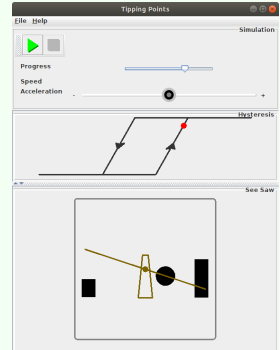 Tipping Points
File Help
Simulation
Progress
Speed
Acceleration
- +
Hysteresis
See Saw